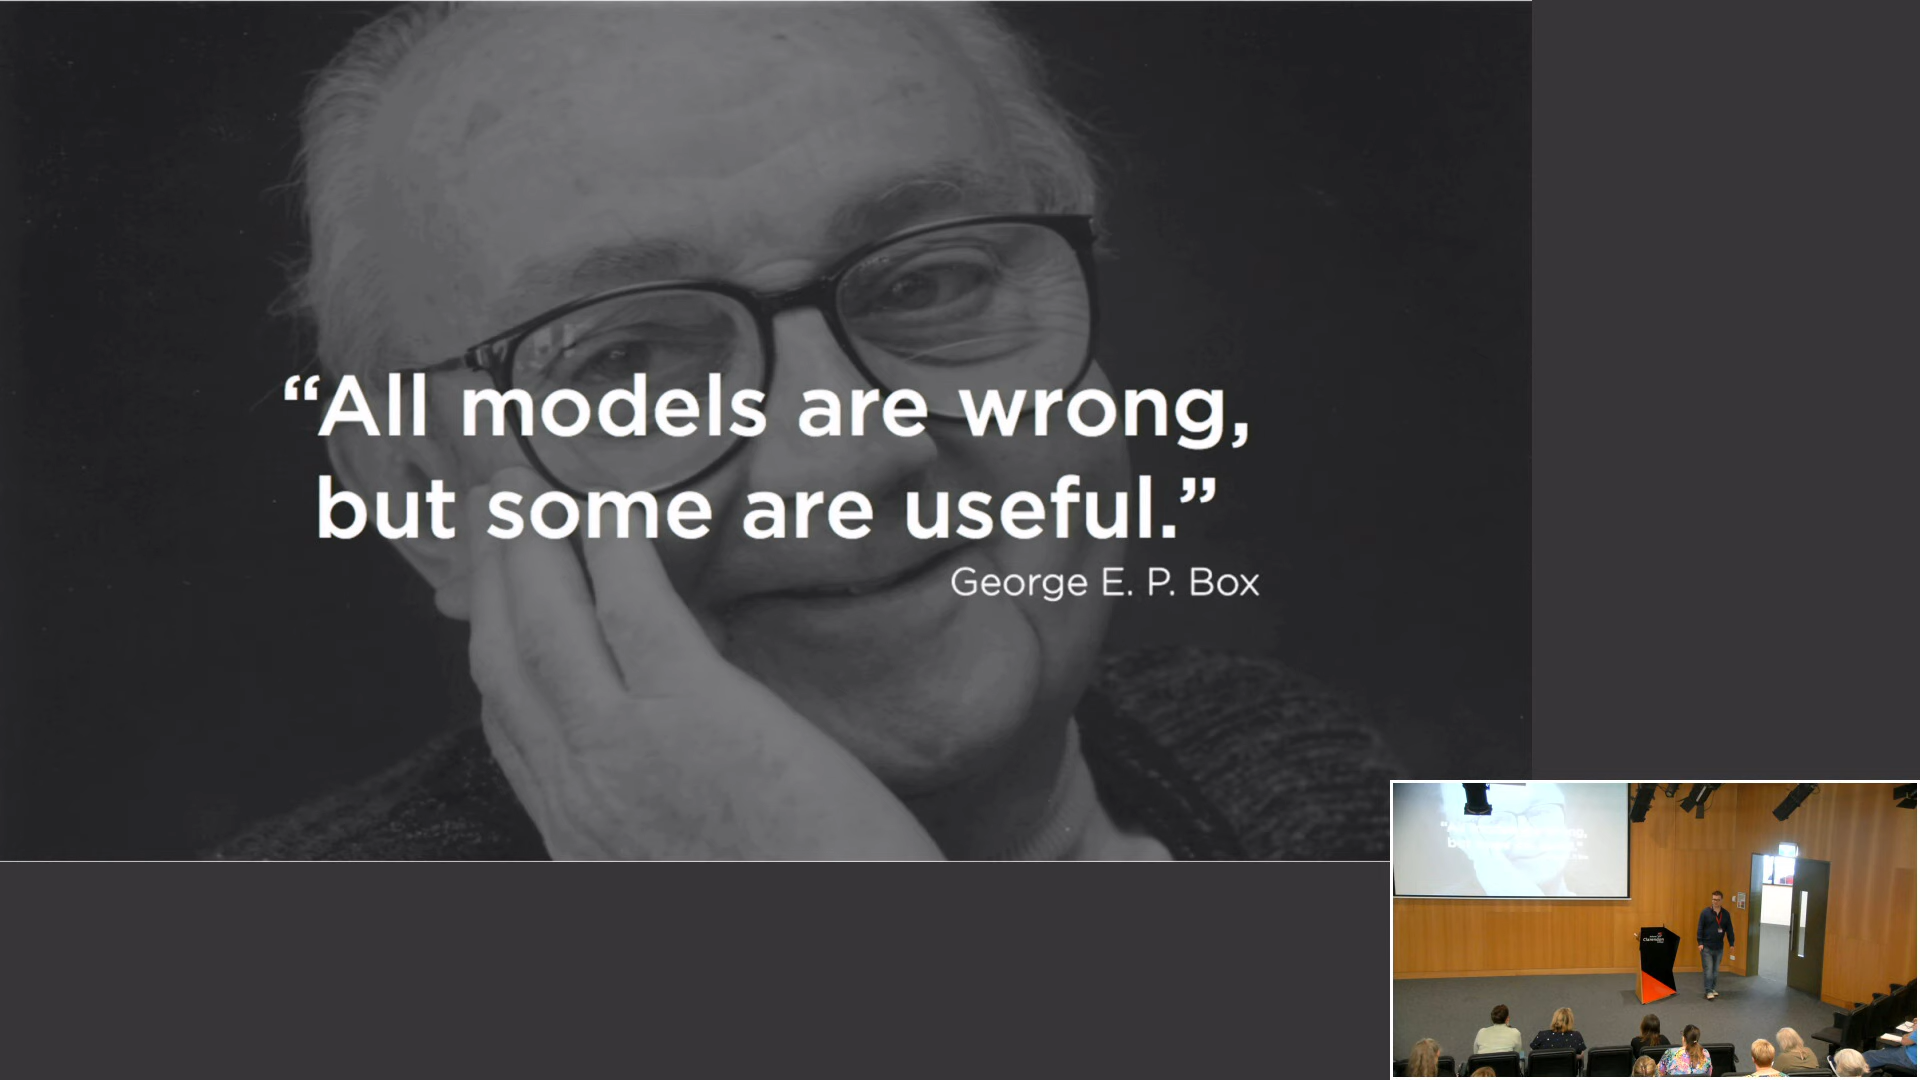 “All models are wrong,
but some are useful.”
George E. P. Box